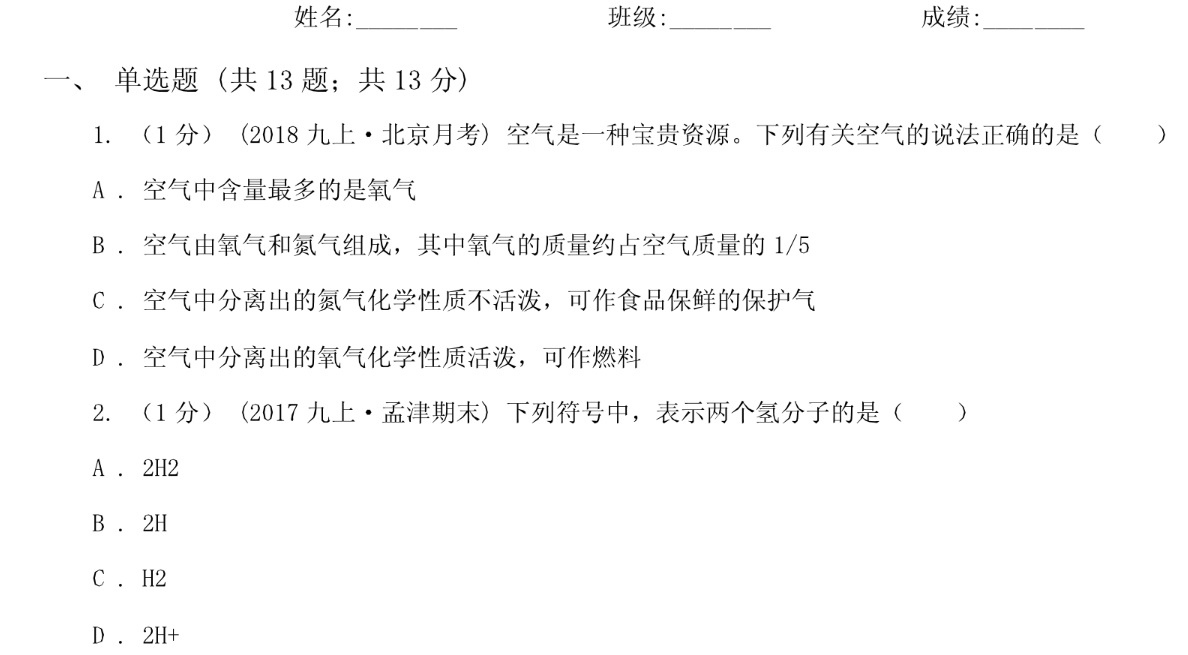 姓名:________ 班级:________ 成绩:________
一、 单选题 (共 13 题；共 13 分)
1. （1 分） (2018 九上·北京月考) 空气是一种宝贵资源。下列有关空气的说法正确的是（ ）
A . 空气中含量最多的是氧气
B . 空气由氧气和氮气组成，其中氧气的质量约占空气质量的 1/5
C . 空气中分离出的氮气化学性质不活泼，可作食品保鲜的保护气
D . 空气中分离出的氧气化学性质活泼，可作燃料
2. （1 分） (2017 九上·孟津期末) 下列符号中，表示两个氢分子的是（ ）
A . 2H2
B . 2H
C . H2
D . 2H+